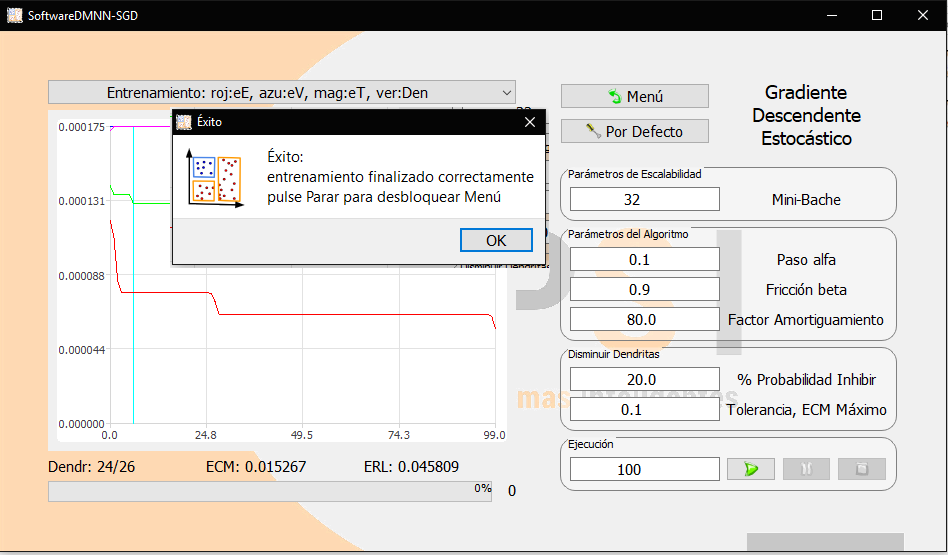 SoftwareDMNN-SGD
Entrenamiento: roj:eE, azu:eV, mag:eT, ver:Den
Menú
Por Defecto
Gradiente
Descendente
Estocástico
Éxito
Éxito:
entrenamiento finalizado correctamente
pulse Parar para desbloquear Menú
OK
0.000175
0.000131
0.000088
0.000044
0.000000
0.0
24.8
49.5
74.3
99.0
Dendr: 24/26
ECM: 0.015267
ERL: 0.045809
0%
0
Parámetros de Escalabilidad
32
Mini-Bache
Parámetros del Algoritmo
0.1
Paso alfa
0.9
Fricción beta
80.0
Factor Amortiguamiento
Disminuir Dendritas
20.0
% Probabilidad Inhibir
0.1
Tolerancia, ECM Máximo
Ejecución
100
Disminuir Dendritas
mas inteligentes